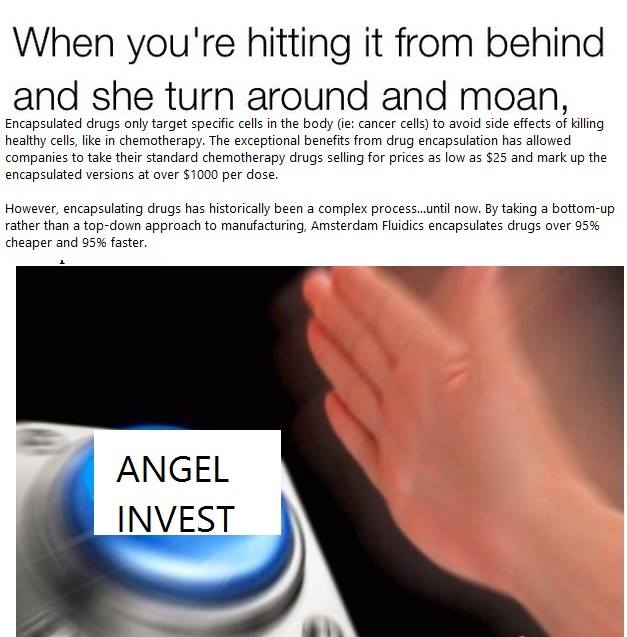 When you're hitting it from behind
and she turn around and moan,
Encapsulated drugs only target specific cells in the body (ie: cancer cells) to avoid side effects of killing
healthy cells, like in chemotherapy. The exceptional benefits from drug encapsulation has allowed
companies to take their standard chemotherapy drugs selling for prices as low as $25 and mark up the
encapsulated versions at over $1000 per dose.
However, encapsulating drugs has historically been a complex process...until now. By taking a bottom-up
rather than a top-down approach to manufacturing, Amsterdam Fluidics encapsulates drugs over 95%
cheaper and 95% faster.
ANGEL
INVEST